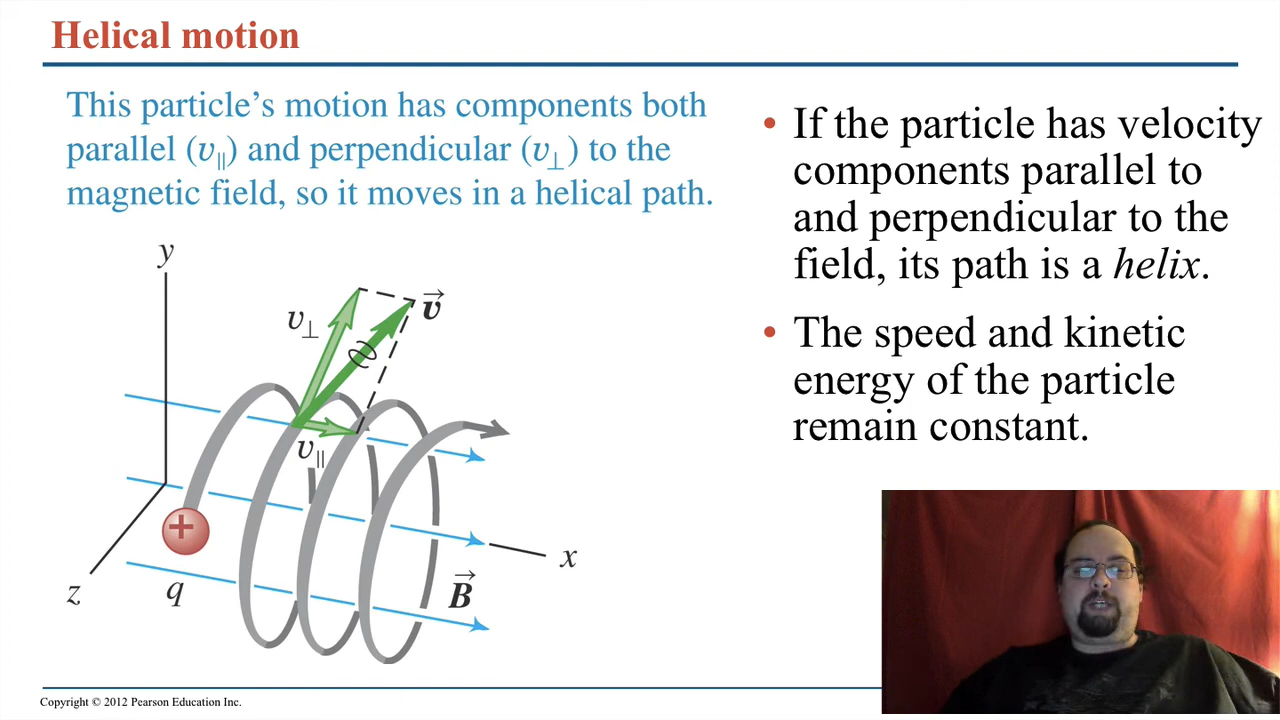 Helical motion
This particle's motion has components both
parallel (v∥) and perpendicular (v⊥) to the
magnetic field, so it moves in a helical path.
y
v⊥
v⃗
v∥
+
x
z
q
B⃗
• If the particle has velocity
components parallel to
and perpendicular to the
field, its path is a helix.
• The speed and kinetic
energy of the particle
remain constant.
Copyright © 2012 Pearson Education Inc.